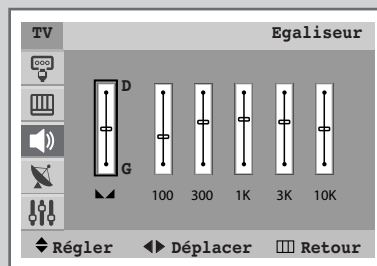 TV Egaliseur
D
G
100 300 1K 3K 10K
Régler Déplacer Retour